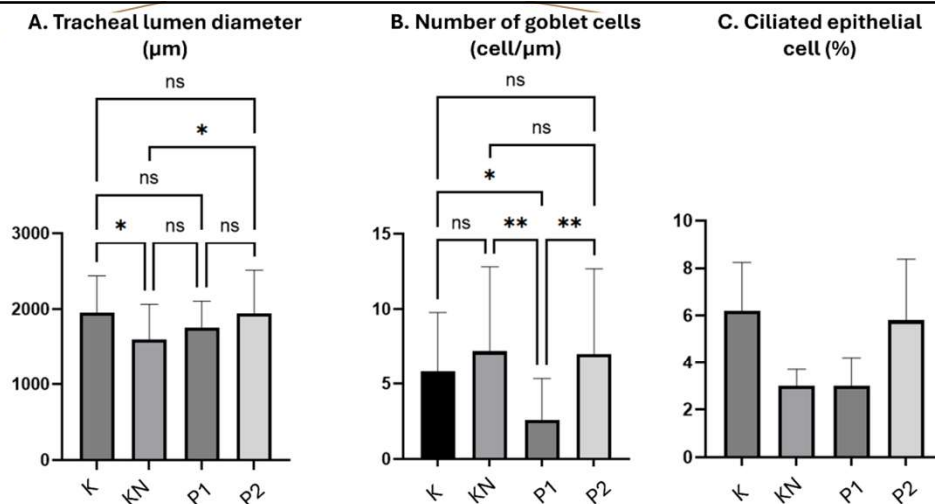 A. Tracheal lumen diameter
(µm)
ns
*
ns
*
ns
ns
3000
2000
1000
0
K
KN
P1
P2
B. Number of goblet cells
(cell/µm)
ns
ns
*
ns
**
**
15
10
5
0
K
KN
P1
P2
C. Ciliated epithelial
cell (%)
10
8
6
4
2
0
K
KN
P1
P2